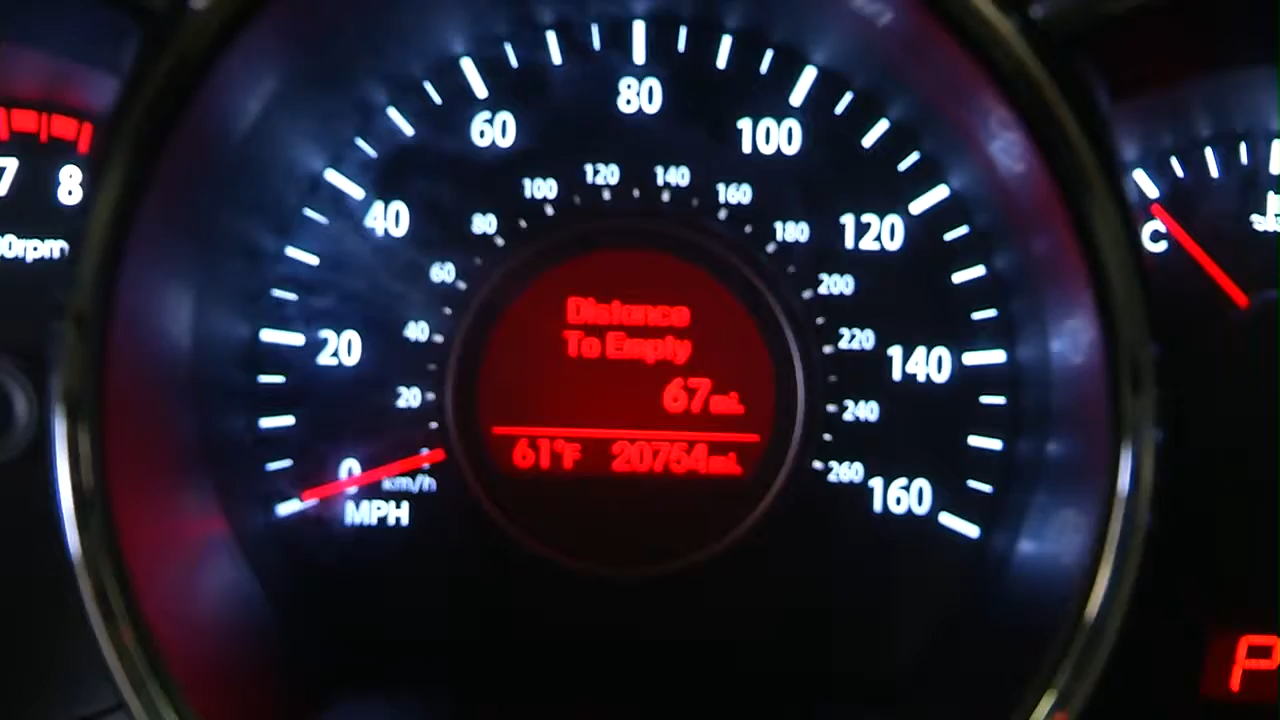 80
60
100
120 140
100 160
7 8
80 180
40 120
C
00rpm
60 200
40 220
20 140
20 67mi.
Distance
To Empty
240
61°F 20754mi.
0 km/h 260 160
MPH
P